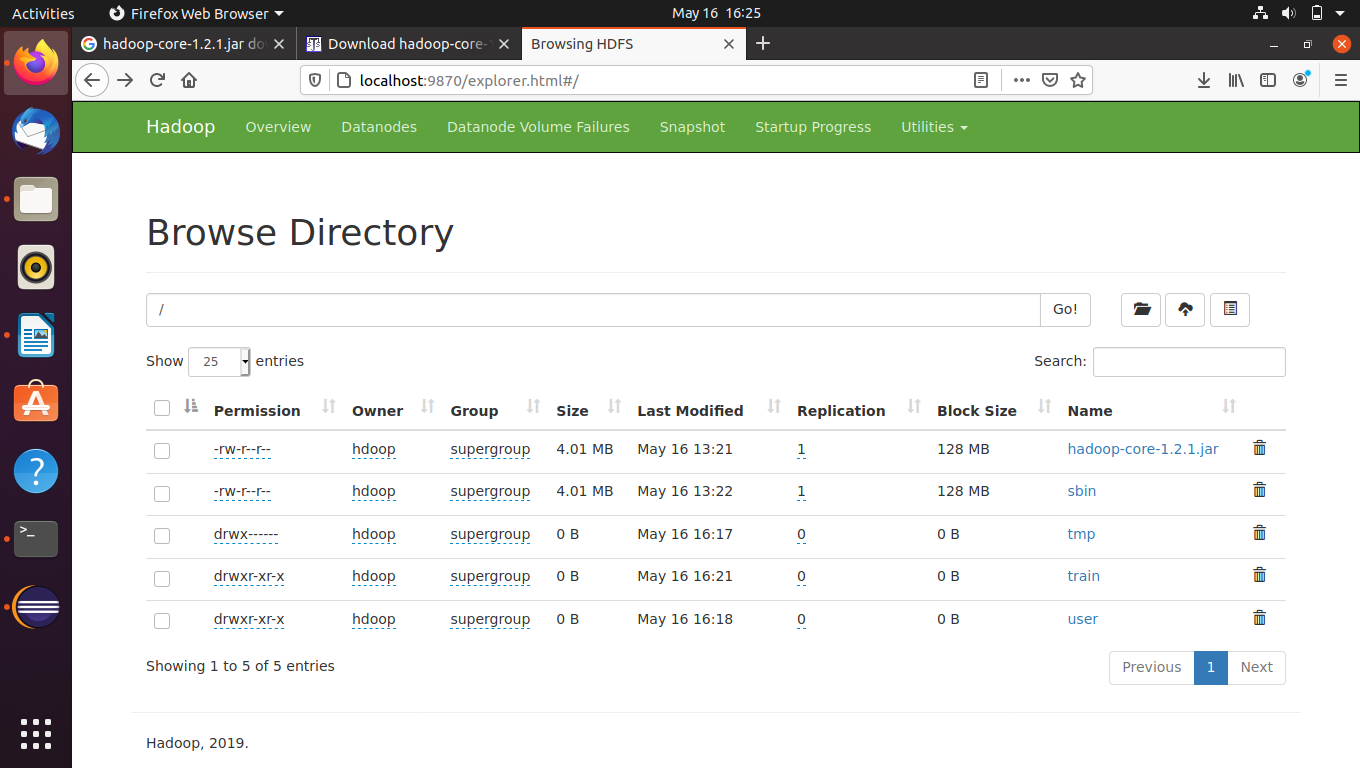 Activities Firefox Web Browser May 16 16:25
hadoop-core-1.2.1.jar do Download hadoop-core-1 Browsing HDFS
localhost:9870/explorer.html#/
Hadoop Overview Datanodes Datanode Volume Failures Snapshot Startup Progress Utilities
Browse Directory
/ Go!
Show 25 entries Search:
Permission Owner Group Size Last Modified Replication Block Size Name
-rw-r--r-- hdoop supergroup 4.01 MB May 16 13:21 1 128 MB hadoop-core-1.2.1.jar
-rw-r--r-- hdoop supergroup 4.01 MB May 16 13:22 1 128 MB sbin
drwx------ hdoop supergroup 0 B May 16 16:17 0 0 B tmp
drwxr-xr-x hdoop supergroup 0 B May 16 16:21 0 0 B train
drwxr-xr-x hdoop supergroup 0 B May 16 16:18 0 0 B user
Showing 1 to 5 of 5 entries Previous 1 Next
Hadoop, 2019.